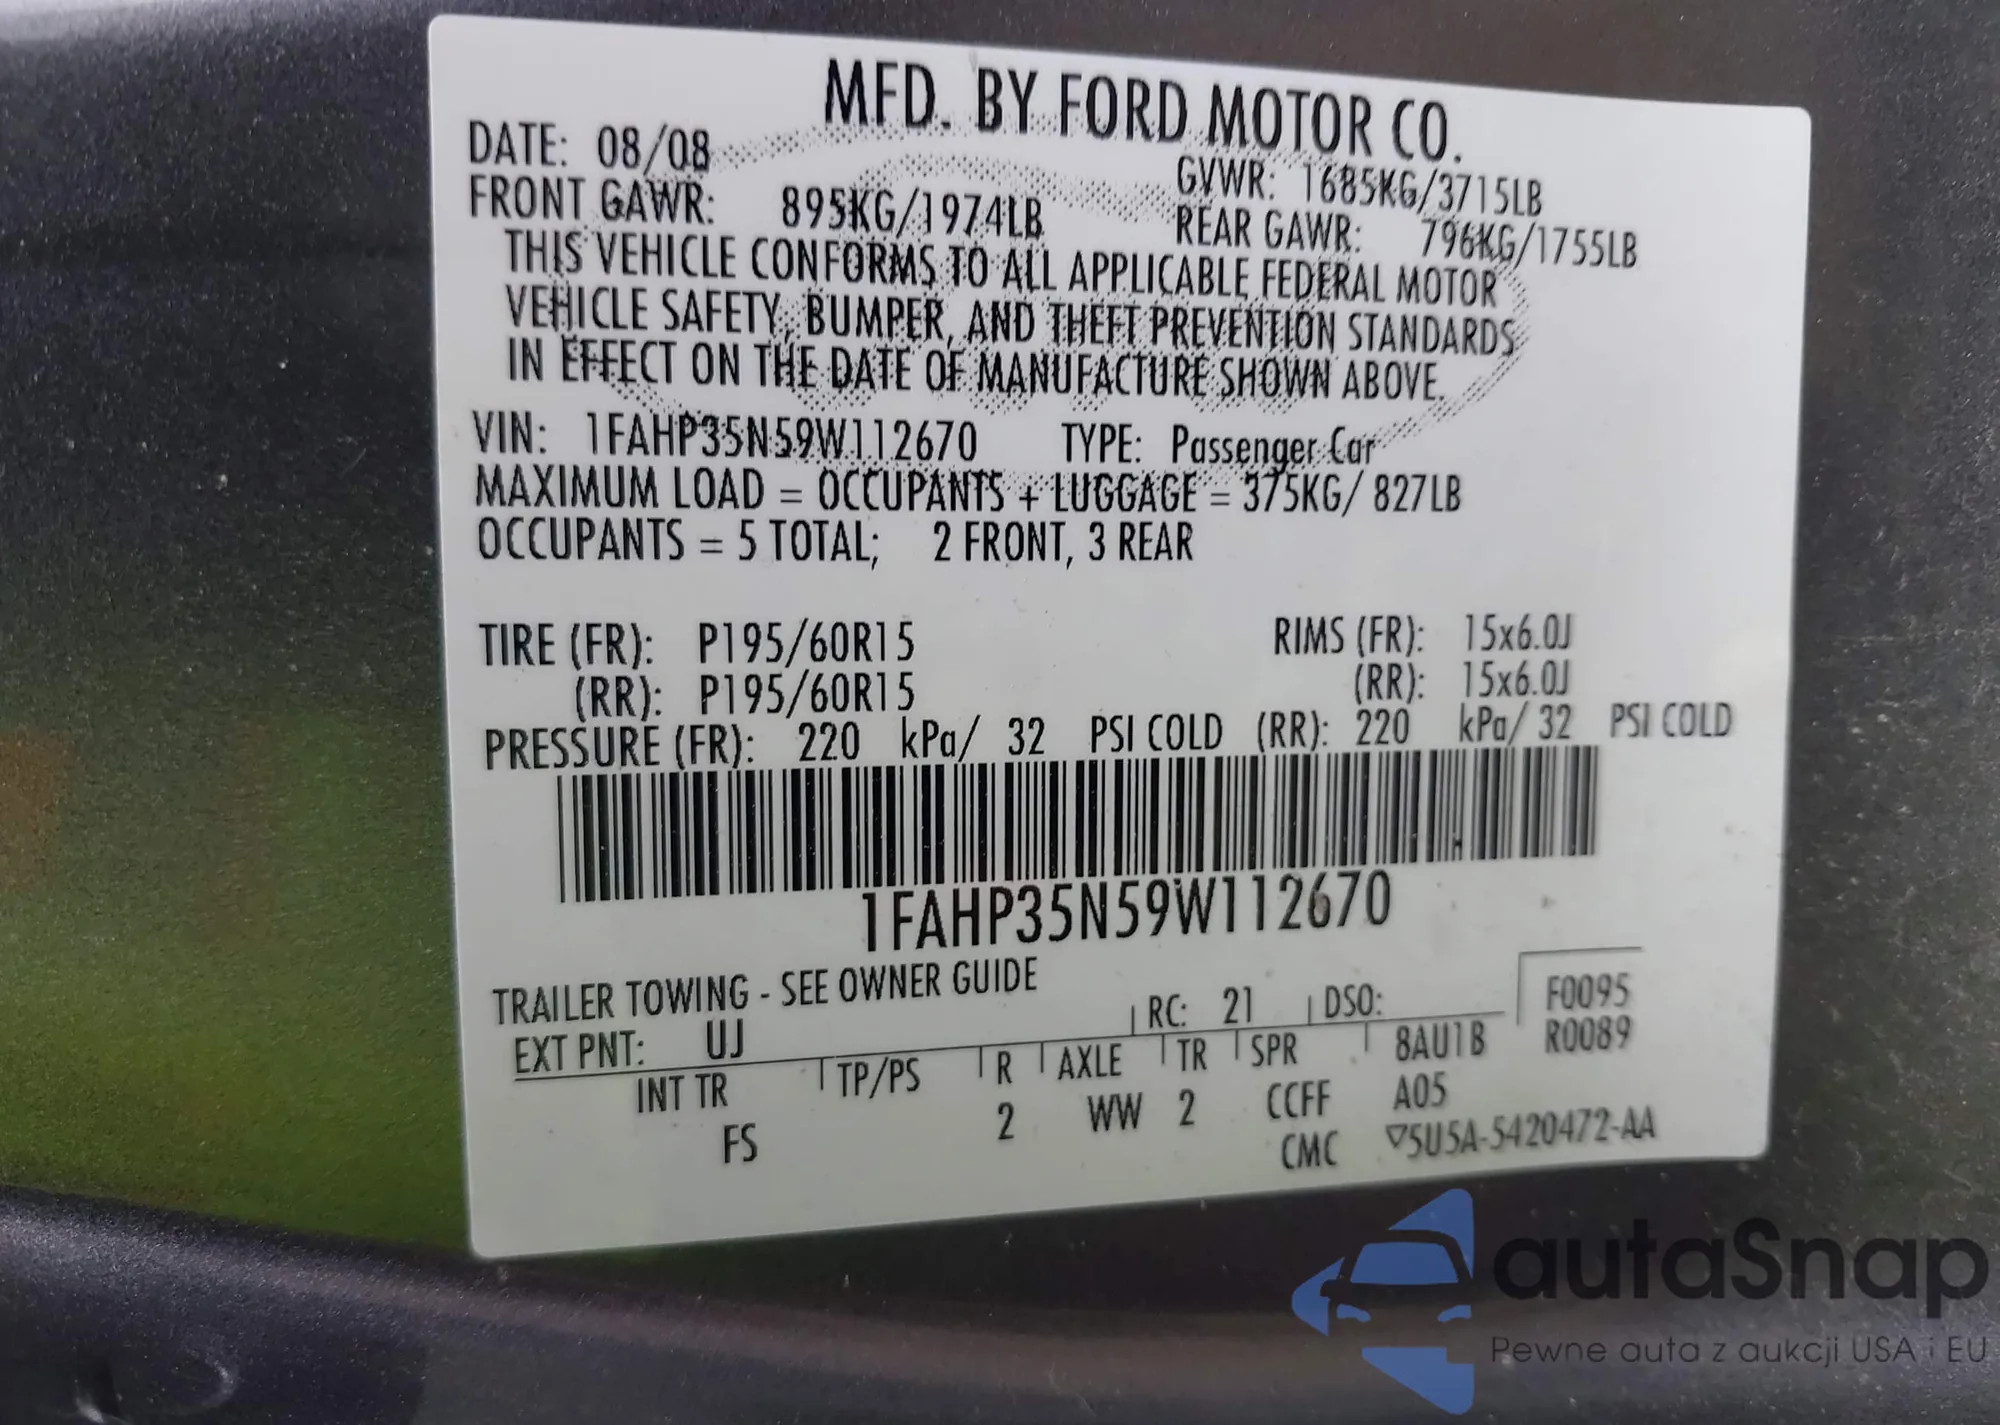 MFD. BY FORD MOTOR CO.
DATE: 08/08 GVWR: 1685KG/3715LB
FRONT GAWR: 895KG/1974LB REAR GAWR: 796KG/1755LB
THIS VEHICLE CONFORMS TO ALL APPLICABLE FEDERAL MOTOR
VEHICLE SAFETY, BUMPER, AND THEFT PREVENTION STANDARDS
IN EFFECT ON THE DATE OF MANUFACTURE SHOWN ABOVE.
VIN: 1FAHP35N59W112670 TYPE: Passenger Car
MAXIMUM LOAD = OCCUPANTS + LUGGAGE = 375KG/ 827LB
OCCUPANTS = 5 TOTAL; 2 FRONT, 3 REAR
TIRE (FR): P195/60R15 RIMS (FR): 15x6.0J
(RR): P195/60R15 (RR): 15x6.0J
PRESSURE (FR): 220 kPa/ 32 PSI COLD (RR): 220 kPa/ 32 PSI COLD
1FAHP35N59W112670
TRAILER TOWING - SEE OWNER GUIDE F0095
EXT PNT: UJ RC: 21 DSO: R0089
INT TR TP/PS R AXLE TR SPR 8AU1B
FS 2 WW 2 CCFF A05
CMC ▽5U5A-5420472-AA
autaSnap
Pewne auta z aukcji USA i EU